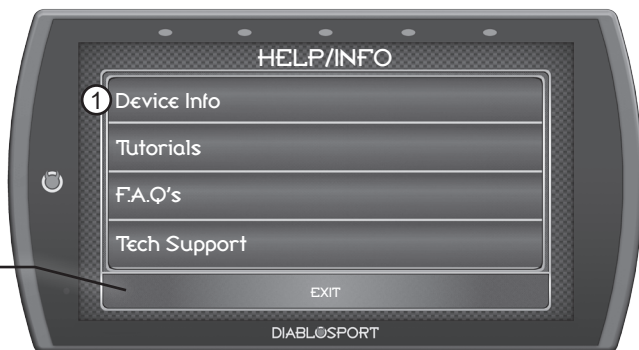 HELP/INFO
1 Device Info
Tutorials
F.A.Q's
Tech Support
EXIT
DIABLOSPORT